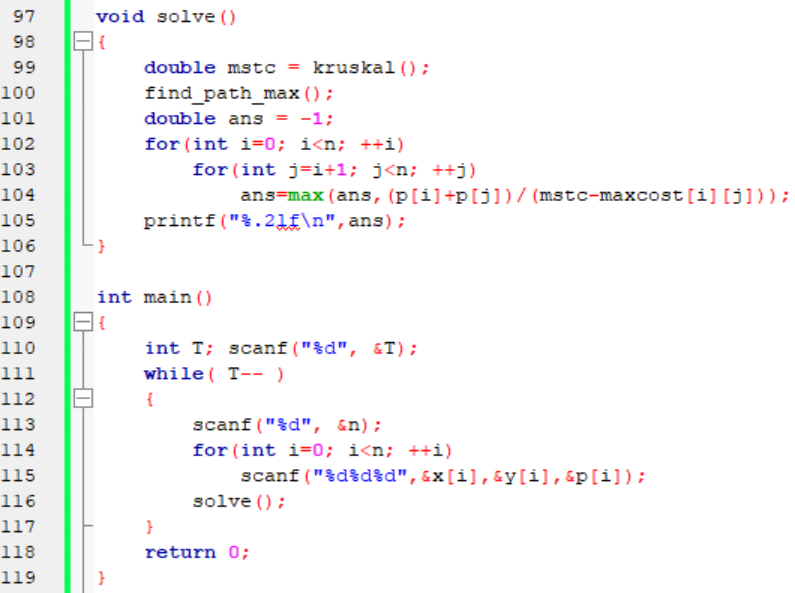 97 void solve()
98 {
99 double mstc = kruskal();
100 find_path_max();
101 double ans = -1;
102 for(int i=0; i<n; ++i)
103 for(int j=i+1; j<n; ++j)
104 ans=max(ans,(p[i]+p[j])/(mstc-maxcost[i][j]));
105 printf("%.2lf\n",ans);
106 }
107
108 int main()
109 {
110 int T; scanf("%d", &T);
111 while( T-- )
112 {
113 scanf("%d", &n);
114 for(int i=0; i<n; ++i)
115 scanf("%d%d%d",&x[i],&y[i],&p[i]);
116 solve();
117 }
118 return 0;
119 }